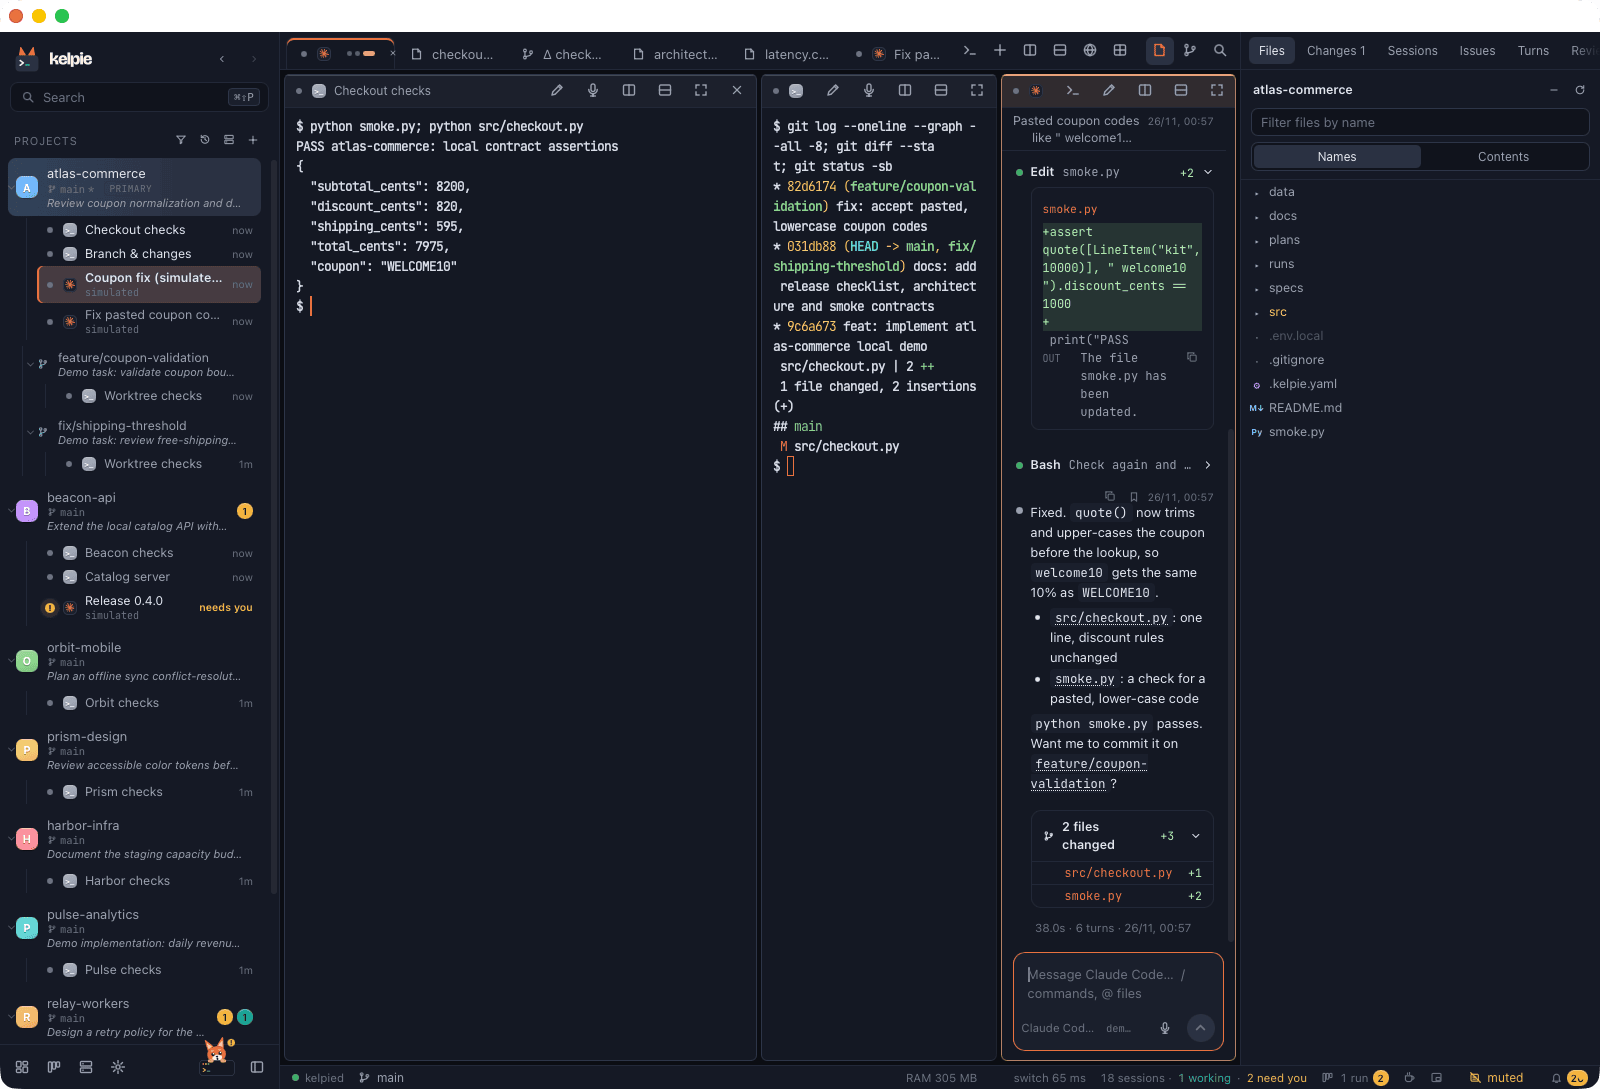 kelpie
Search
⌘⇧P
PROJECTS
A
atlas-commerce
main ∗ PRIMARY
Review coupon normalization and d...
Checkout checks now
Branch & changes now
Coupon fix (simulate... now
simulated
Fix pasted coupon co... now
simulated
feature/coupon-validation
Demo task: validate coupon bou...
Worktree checks now
fix/shipping-threshold
Demo task: review free-shipping...
Worktree checks 1m
B
beacon-api
main
1
Extend the local catalog API with...
Beacon checks now
Catalog server now
Release 0.4.0 needs you
simulated
O
orbit-mobile
main
Plan an offline sync conflict-resolut...
Orbit checks 1m
P
prism-design
main
Review accessible color tokens bef...
Prism checks 1m
H
harbor-infra
main
Document the staging capacity bud...
Harbor checks 1m
P
pulse-analytics
main
Demo implementation: daily revenu...
Pulse checks 1m
R
relay-workers
main
1 1
Design a retry policy for the ...
checkou...
Δ check...
architect...
latency.c...
Fix pa...
Checkout checks
$ python smoke.py; python src/checkout.py
PASS atlas-commerce: local contract assertions
{
"subtotal_cents": 8200,
"discount_cents": 820,
"shipping_cents": 595,
"total_cents": 7975,
"coupon": "WELCOME10"
}
$
$ git log --oneline --graph -
-all -8; git diff --sta
t; git status -sb
* 82d6174 (feature/coupon-val
idation) fix: accept pasted,
lowercase coupon codes
* 031db88 (HEAD -> main, fix/
shipping-threshold) docs: add
release checklist, architect
ure and smoke contracts
* 9c6a673 feat: implement atl
as-commerce local demo
src/checkout.py | 2 ++
1 file changed, 2 insertions
(+)
## main
M src/checkout.py
$
Pasted coupon codes 26/11, 00:57
like " welcome1...
Edit smoke.py +2
smoke.py
+assert
quote([LineItem("kit",
10000)], " welcome10
").discount_cents ==
1000
+
print("PASS
OUT The file
smoke.py has
been
updated.
Bash Check again and ...
26/11, 00:57
Fixed. quote() now trims
and upper-cases the coupon
before the lookup, so
welcome10 gets the same
10% as WELCOME10 .
• src/checkout.py : one
line, discount rules
unchanged
• smoke.py : a check for a
pasted, lower-case code
python smoke.py passes.
Want me to commit it on
feature/coupon-
validation ?
2 files
changed
+3
src/checkout.py +1
smoke.py +2
38.0s · 6 turns · 26/11, 00:57
Message Claude Code... /
commands, @ files
Claude Cod... dem...
Files Changes 1 Sessions Issues Turns Revi
atlas-commerce
Filter files by name
Names Contents
data
docs
plans
runs
specs
src
.env.local
.gitignore
.kelpie.yaml
M↓ README.md
Py smoke.py
kelpied
main
RAM 305 MB
switch 65 ms
18 sessions · 1 working · 2 need you
1 run 2
muted